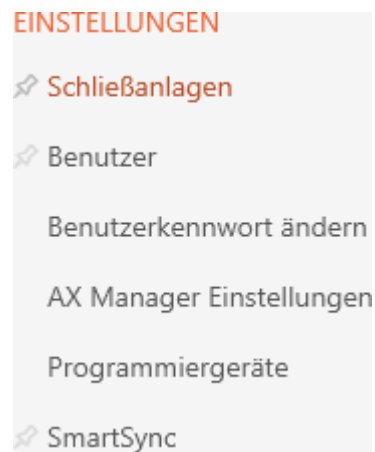 EINSTELLUNGEN
Schließanlagen
Benutzer
Benutzerkennwort ändern
AX Manager Einstellungen
Programmiergeräte
SmartSync